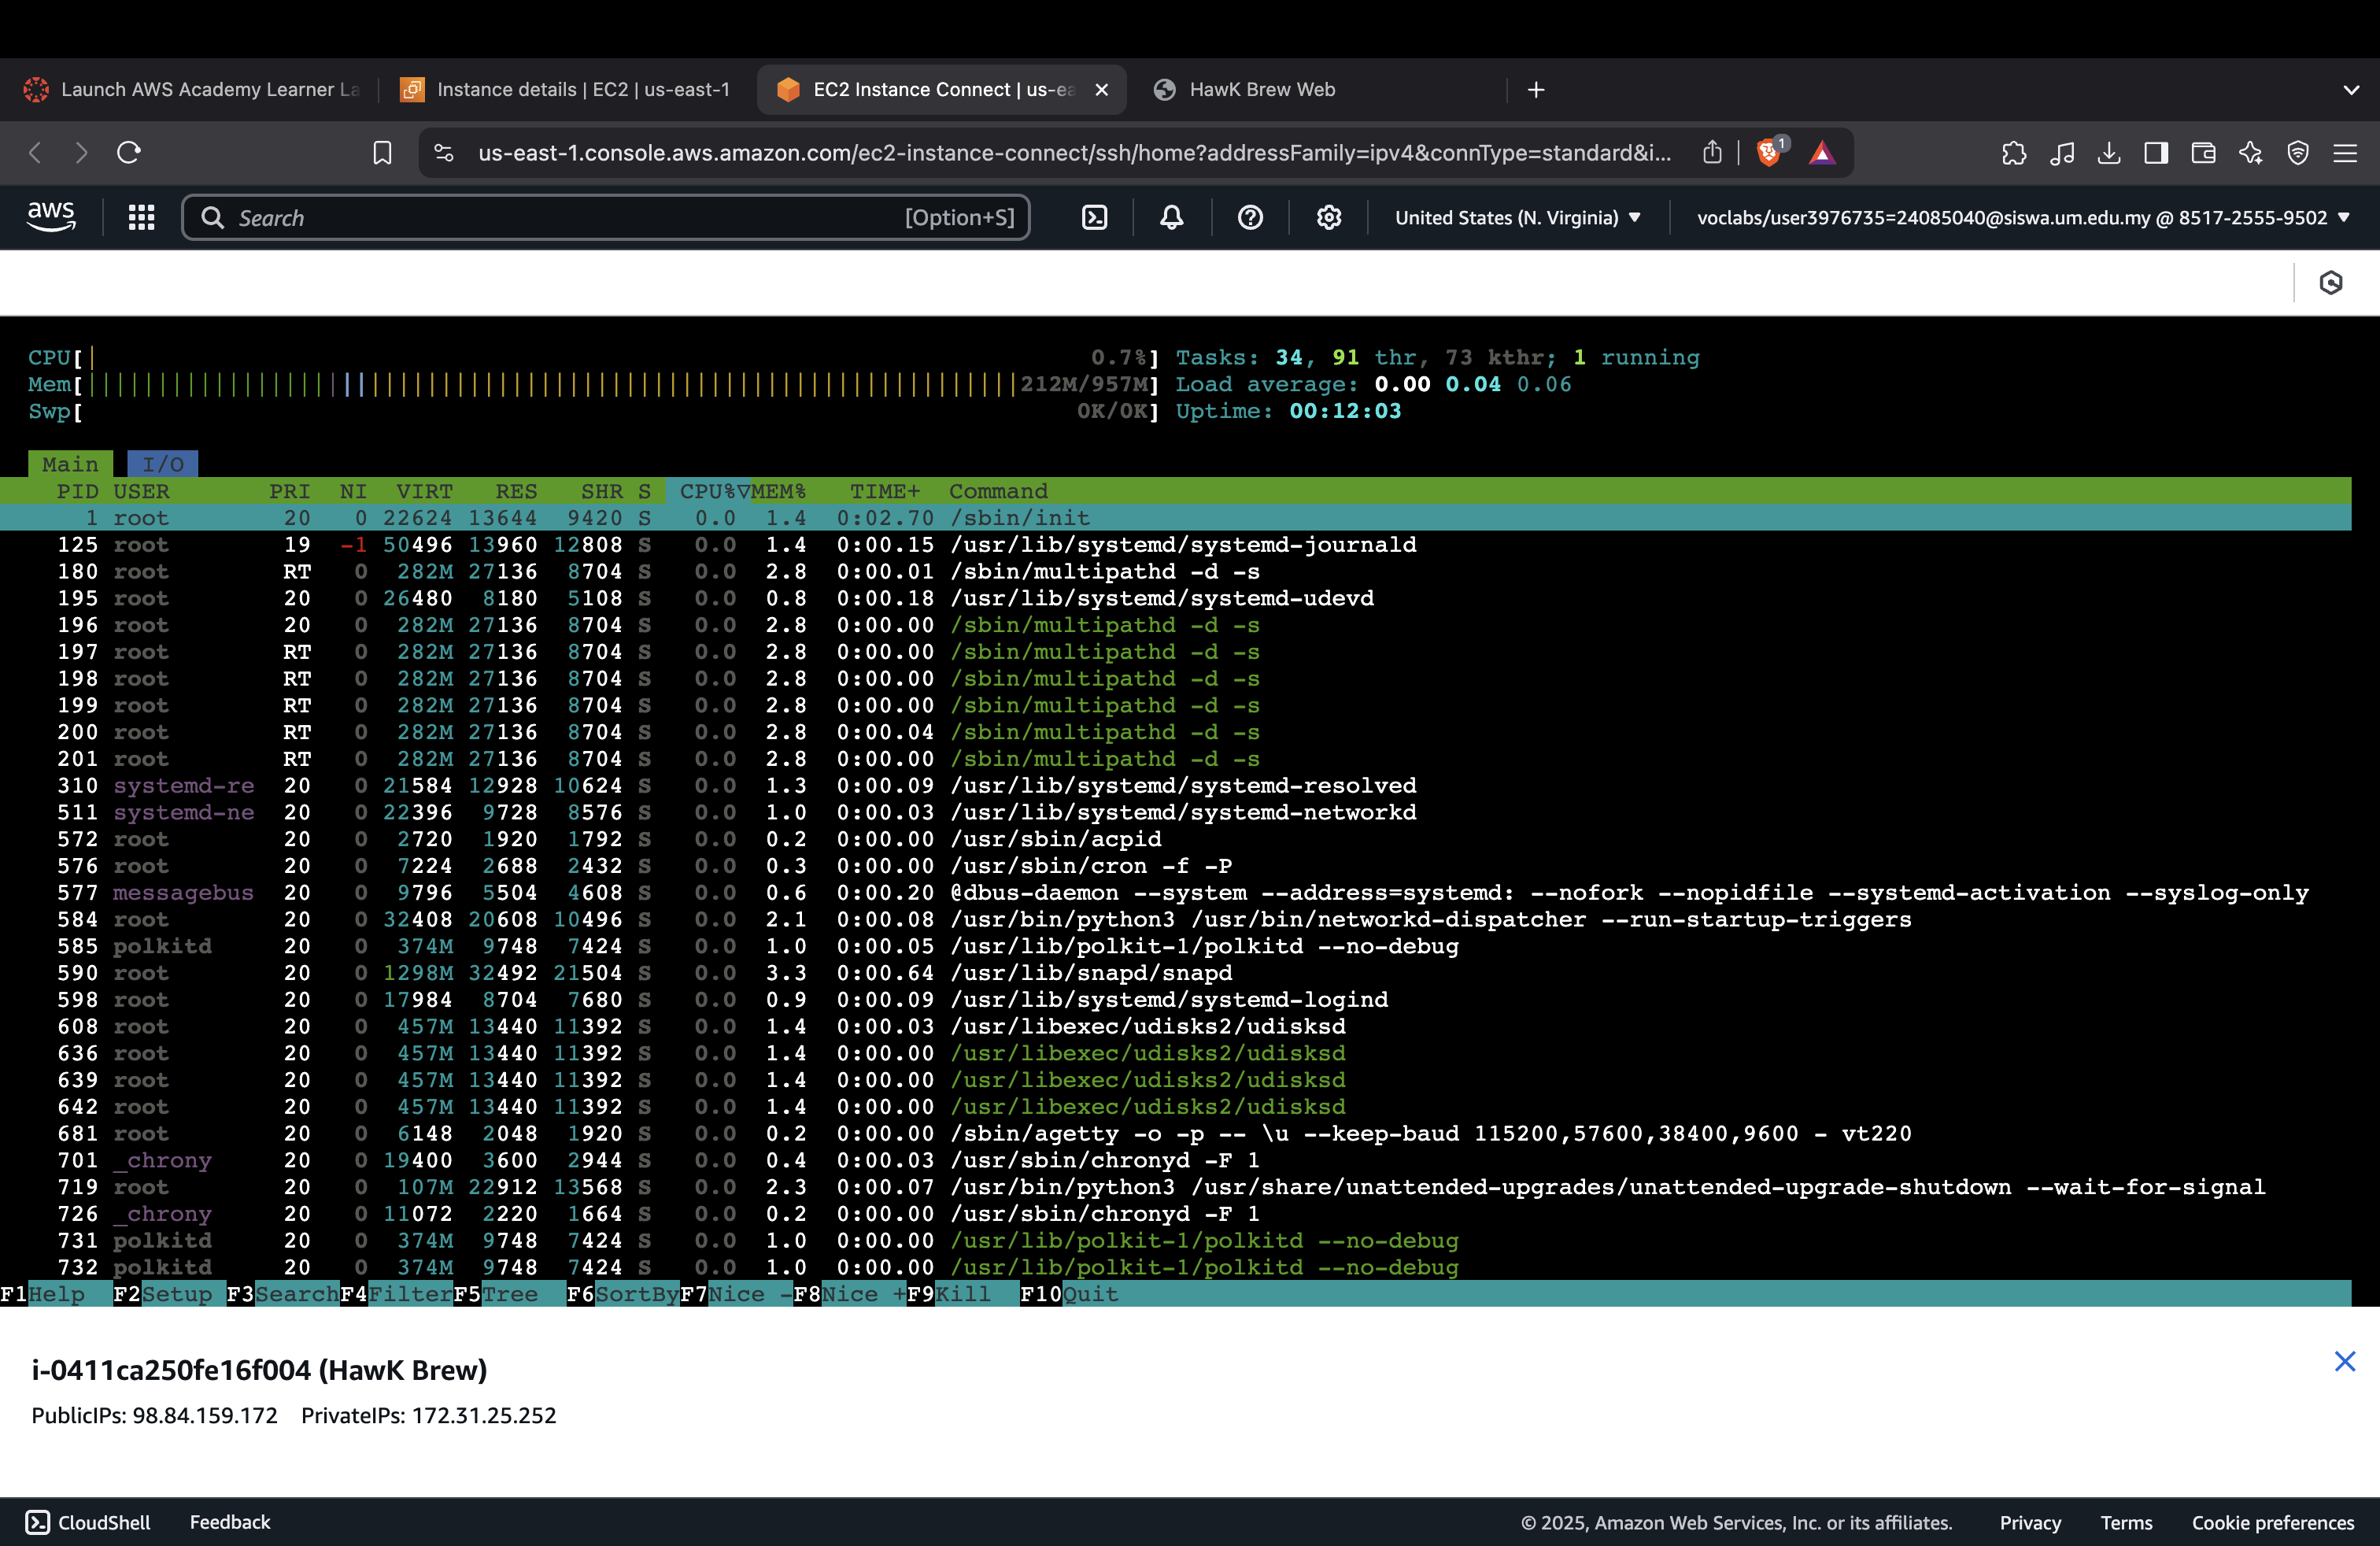 Launch AWS Academy Learner La
Instance details | EC2 | us-east-1
EC2 Instance Connect | us-ea
HawK Brew Web
us-east-1.console.aws.amazon.com/ec2-instance-connect/ssh/home?addressFamily=ipv4&connType=standard&i...
1
aws
Search [Option+S]
United States (N. Virginia)
voclabs/user3976735=24085040@siswa.um.edu.my @ 8517-2555-9502
CPU[| 0.7%] Tasks: 34, 91 thr, 73 kthr; 1 running
Mem[ 212M/957M] Load average: 0.00 0.04 0.06
Swp[ 0K/0K] Uptime: 00:12:03
Main I/O
PID USER PRI NI VIRT RES SHR S CPU%▽MEM% TIME+ Command
1 root 20 0 22624 13644 9420 S 0.0 1.4 0:02.70 /sbin/init
125 root 19 -1 50496 13960 12808 S 0.0 1.4 0:00.15 /usr/lib/systemd/systemd-journald
180 root RT 0 282M 27136 8704 S 0.0 2.8 0:00.01 /sbin/multipathd -d -s
195 root 20 0 26480 8180 5108 S 0.0 0.8 0:00.18 /usr/lib/systemd/systemd-udevd
196 root 20 0 282M 27136 8704 S 0.0 2.8 0:00.00 /sbin/multipathd -d -s
197 root RT 0 282M 27136 8704 S 0.0 2.8 0:00.00 /sbin/multipathd -d -s
198 root RT 0 282M 27136 8704 S 0.0 2.8 0:00.00 /sbin/multipathd -d -s
199 root RT 0 282M 27136 8704 S 0.0 2.8 0:00.00 /sbin/multipathd -d -s
200 root RT 0 282M 27136 8704 S 0.0 2.8 0:00.04 /sbin/multipathd -d -s
201 root RT 0 282M 27136 8704 S 0.0 2.8 0:00.00 /sbin/multipathd -d -s
310 systemd-re 20 0 21584 12928 10624 S 0.0 1.3 0:00.09 /usr/lib/systemd/systemd-resolved
511 systemd-ne 20 0 22396 9728 8576 S 0.0 1.0 0:00.03 /usr/lib/systemd/systemd-networkd
572 root 20 0 2720 1920 1792 S 0.0 0.2 0:00.00 /usr/sbin/acpid
576 root 20 0 7224 2688 2432 S 0.0 0.3 0:00.00 /usr/sbin/cron -f -P
577 messagebus 20 0 9796 5504 4608 S 0.0 0.6 0:00.20 @dbus-daemon --system --address=systemd: --nofork --nopidfile --systemd-activation --syslog-only
584 root 20 0 32408 20608 10496 S 0.0 2.1 0:00.08 /usr/bin/python3 /usr/bin/networkd-dispatcher --run-startup-triggers
585 polkitd 20 0 374M 9748 7424 S 0.0 1.0 0:00.05 /usr/lib/polkit-1/polkitd --no-debug
590 root 20 0 1298M 32492 21504 S 0.0 3.3 0:00.64 /usr/lib/snapd/snapd
598 root 20 0 17984 8704 7680 S 0.0 0.9 0:00.09 /usr/lib/systemd/systemd-logind
608 root 20 0 457M 13440 11392 S 0.0 1.4 0:00.03 /usr/libexec/udisks2/udisksd
636 root 20 0 457M 13440 11392 S 0.0 1.4 0:00.00 /usr/libexec/udisks2/udisksd
639 root 20 0 457M 13440 11392 S 0.0 1.4 0:00.00 /usr/libexec/udisks2/udisksd
642 root 20 0 457M 13440 11392 S 0.0 1.4 0:00.00 /usr/libexec/udisks2/udisksd
681 root 20 0 6148 2048 1920 S 0.0 0.2 0:00.00 /sbin/agetty -o -p -- \u --keep-baud 115200,57600,38400,9600 - vt220
701 _chrony 20 0 19400 3600 2944 S 0.0 0.4 0:00.03 /usr/sbin/chronyd -F 1
719 root 20 0 107M 22912 13568 S 0.0 2.3 0:00.07 /usr/bin/python3 /usr/share/unattended-upgrades/unattended-upgrade-shutdown --wait-for-signal
726 _chrony 20 0 11072 2220 1664 S 0.0 0.2 0:00.00 /usr/sbin/chronyd -F 1
731 polkitd 20 0 374M 9748 7424 S 0.0 1.0 0:00.00 /usr/lib/polkit-1/polkitd --no-debug
732 polkitd 20 0 374M 9748 7424 S 0.0 1.0 0:00.00 /usr/lib/polkit-1/polkitd --no-debug
F1Help F2Setup F3SearchF4FilterF5Tree F6SortByF7Nice -F8Nice +F9Kill F10Quit
i-0411ca250fe16f004 (HawK Brew)
PublicIPs: 98.84.159.172 PrivateIPs: 172.31.25.252
CloudShell Feedback © 2025, Amazon Web Services, Inc. or its affiliates. Privacy Terms Cookie preferences